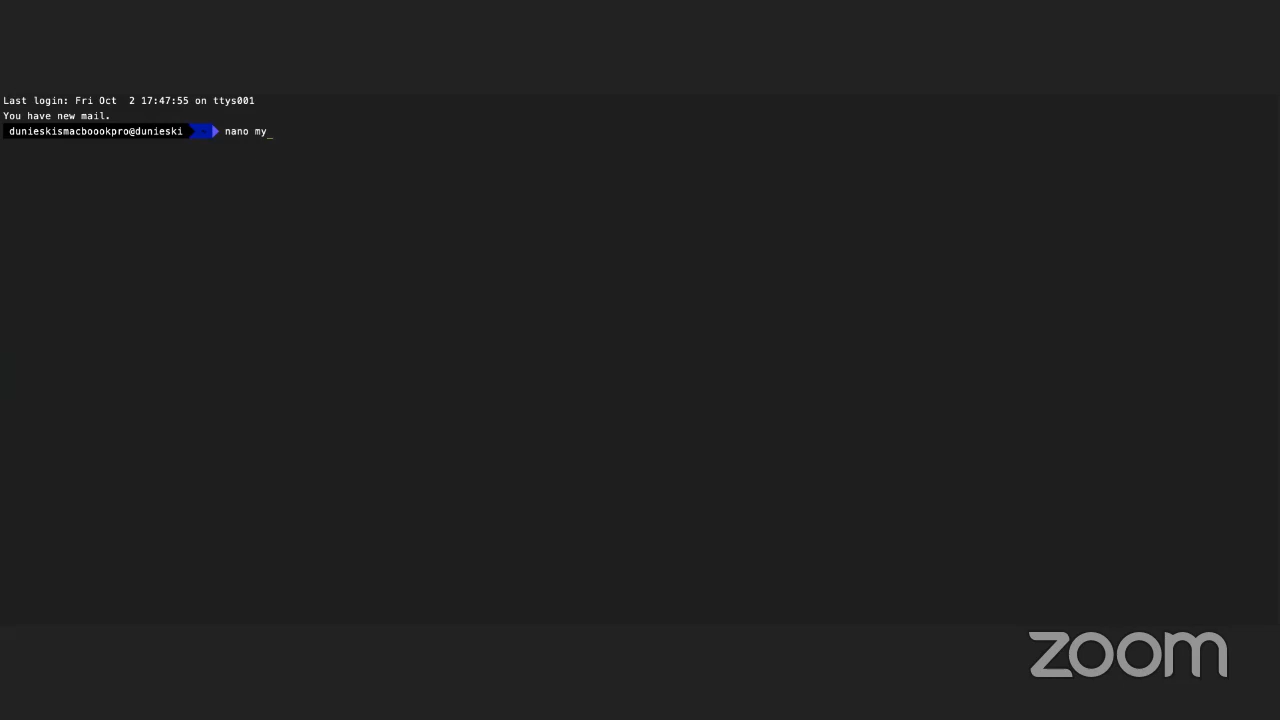 Last login: Fri Oct  2 17:47:55 on ttys001
You have new mail.
dunieskismacboookpro@dunieski ~ nano my_
zoom